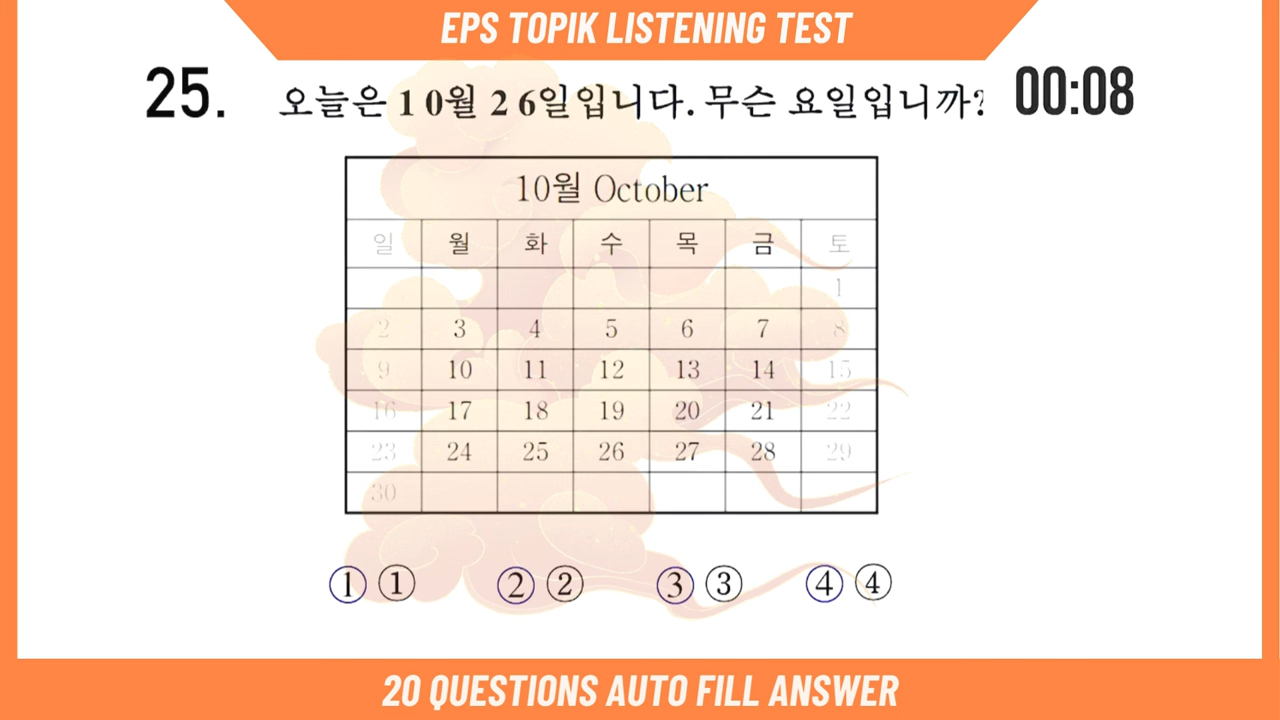 EPS TOPIK LISTENING TEST
25. 오늘은 10월 26일입니다. 무슨 요일입니까? 00:08
10월 October
일 월 화 수 목 금 토
1
2 3 4 5 6 7 8
9 10 11 12 13 14 15
16 17 18 19 20 21 22
23 24 25 26 27 28 29
30
① ① ② ② ③ ③ ④ ④
20 QUESTIONS AUTO FILL ANSWER